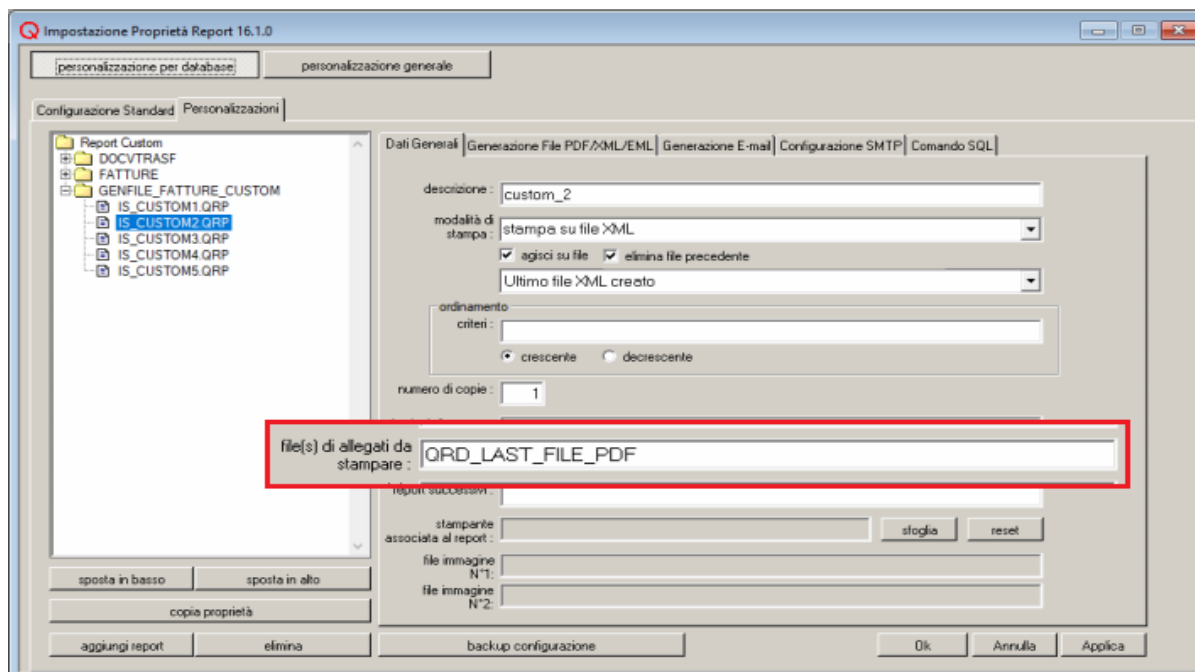 Impostazione Proprietà Report 16.1.0
personalizzazione per database
personalizzazione generale
Configurazione Standard
Personalizzazioni
Report Custom
DOCVTRASF
FATTURE
GENFILE_FATTURE_CUSTOM
IS_CUSTOM1.QRP
IS_CUSTOM2.QRP
IS_CUSTOM3.QRP
IS_CUSTOM4.QRP
IS_CUSTOM5.QRP
sposta in basso
sposta in alto
copia proprietà
aggiungi report
elimina
Dati Generali
Generazione File PDF/XML/EML
Generazione E-mail
Configurazione SMTP
Comando SQL
descrizione :
custom_2
modalità di
stampa :
stampa su file XML
agisci su file
elimina file precedente
Ultimo file XML creato
ordinamento
criteri :
crescente
decrescente
numero di copie :
1
file(s) di allegati da
stampare :
QRD_LAST_FILE_PDF
report successivi :
stampante
associata al report :
sfoglia
reset
file immagine
N°1:
file immagine
N°2:
backup configurazione
Ok
Annulla
Applica